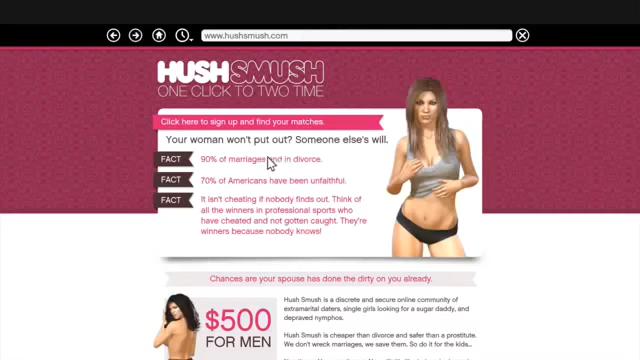 www.hushsmush.com
HUSHSMUSH
ONE CLICK TO TWO TIME
Click here to sign up and find your matches.
Your woman won't put out? Someone else's will.
FACT 90% of marriages end in divorce.
FACT 70% of Americans have been unfaithful.
FACT It isn't cheating if nobody finds out. Think of
all the winners in professional sports who
have cheated and not gotten caught. They're
winners because nobody knows!
Chances are your spouse has done the dirty on you already.
$500
FOR MEN
Hush Smush is a discrete and secure online community of
extramarital daters, single girls looking for a sugar daddy, and
depraved nymphos.
Hush Smush is cheaper than divorce and safer than a prostitute.
We don't wreck marriages, we save them. So do it for the kids...